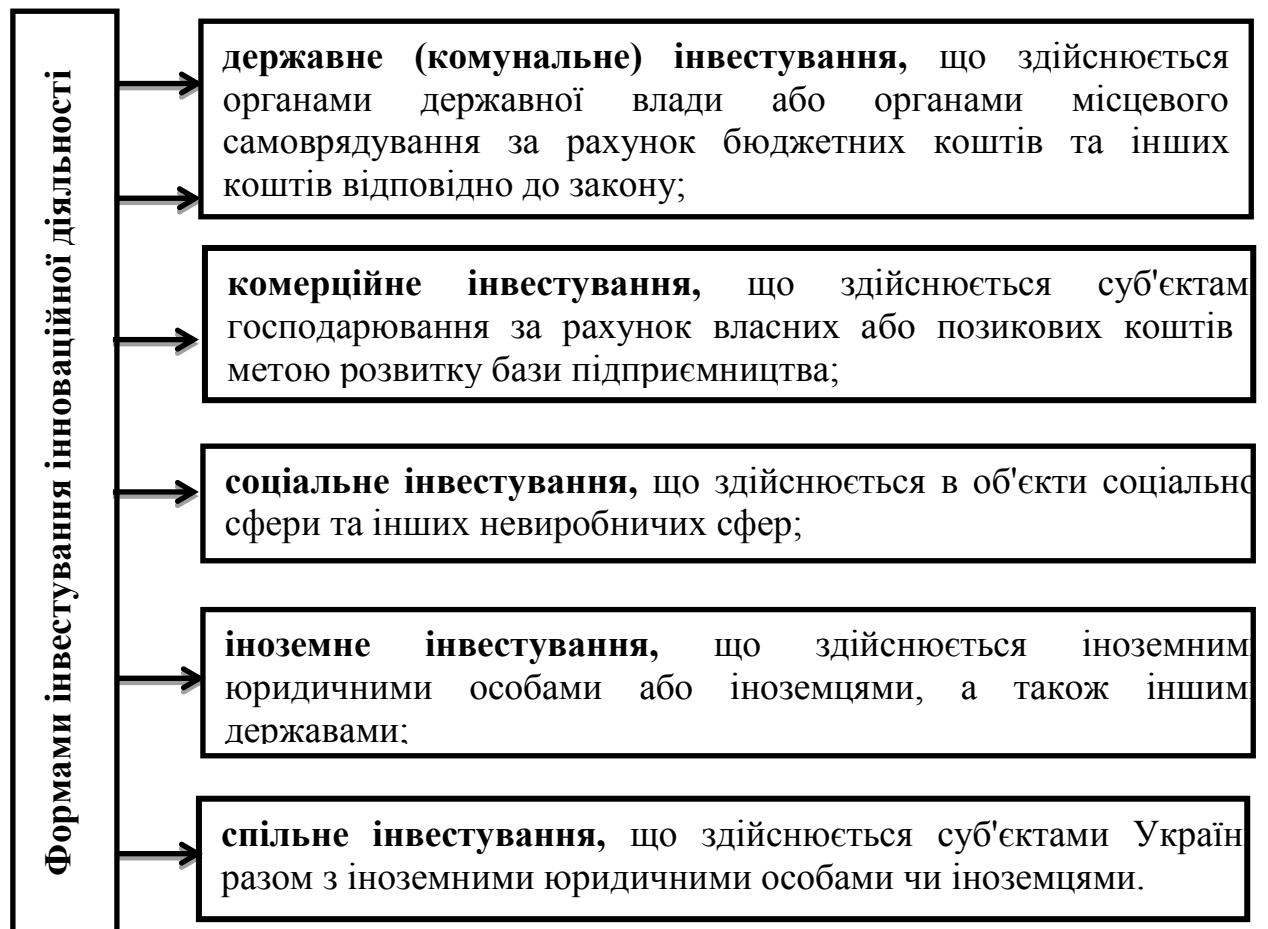 Формами інвестування інноваційної діяльності
державне (комунальне) інвестування, що здійснюється
органами державної влади або органами місцевого
самоврядування за рахунок бюджетних коштів та інших
коштів відповідно до закону;
комерційне інвестування, що здійснюється суб'єктам
господарювання за рахунок власних або позикових коштів
метою розвитку бази підприємництва;
соціальне інвестування, що здійснюється в об'єкти соціально
сфери та інших невиробничих сфер;
іноземне інвестування, що здійснюється іноземним
юридичними особами або іноземцями, а також іншим
державами;
спільне інвестування, що здійснюється суб'єктами Україн
разом з іноземними юридичними особами чи іноземцями.